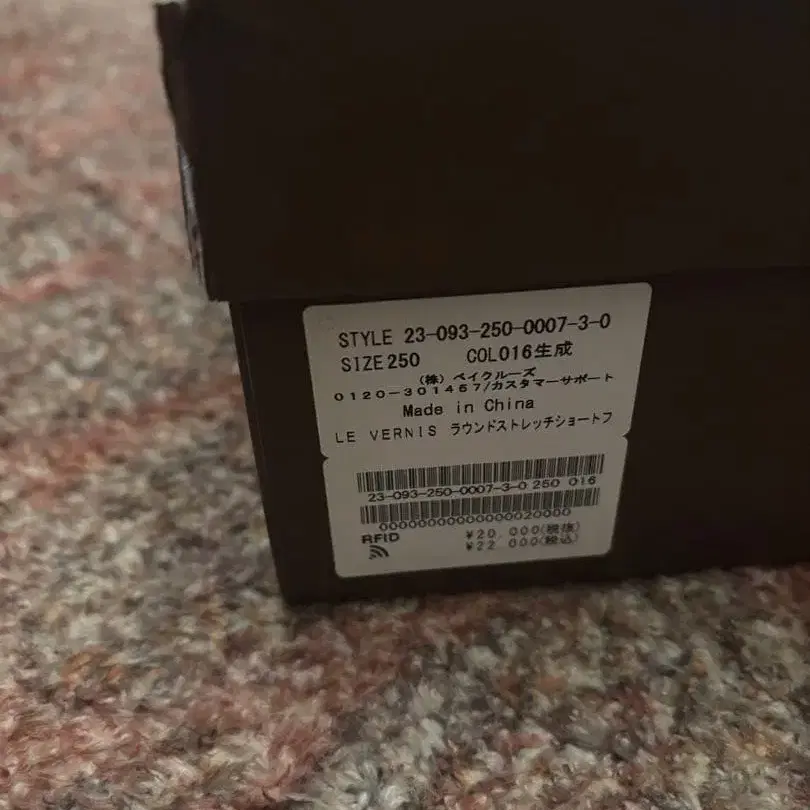 STYLE 23-093-250-0007-3-0
SIZE 250 COL016生成
(株) ベイクルーズ
0120-301457/カスタマーサポート
Made in China
LE VERNIS ラウンドストレッチショートフ
23-093-250-0007-3-0 250 016
00000000000000020000
RFID
¥20,000(税抜)
¥22,000(税込)